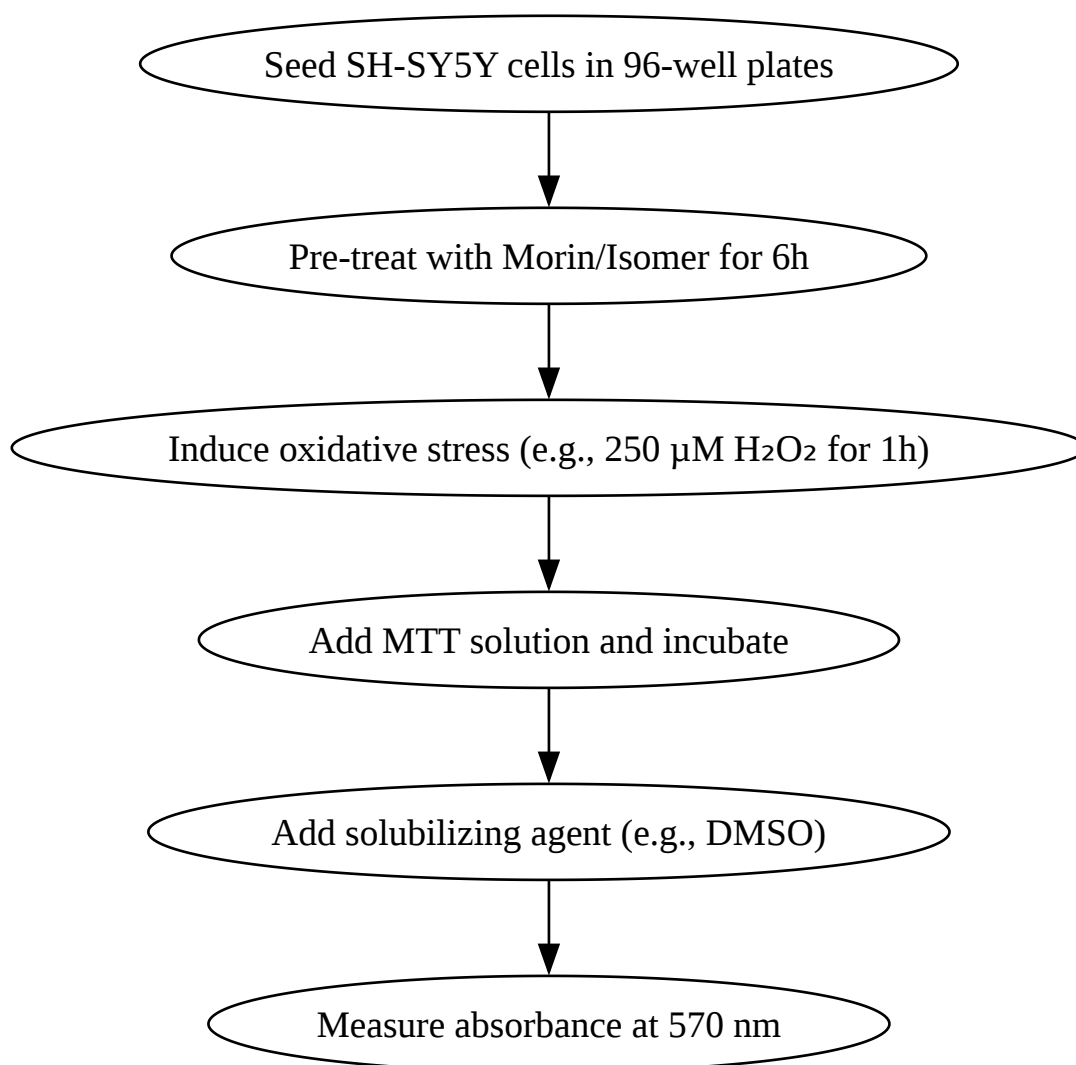 Seed SH-SY5Y cells in 96-well plates
Pre-treat with Morin/Isomer for 6h
Induce oxidative stress (e.g., 250 µM H₂O₂ for 1h)
Add MTT solution and incubate
Add solubilizing agent (e.g., DMSO)
Measure absorbance at 570 nm